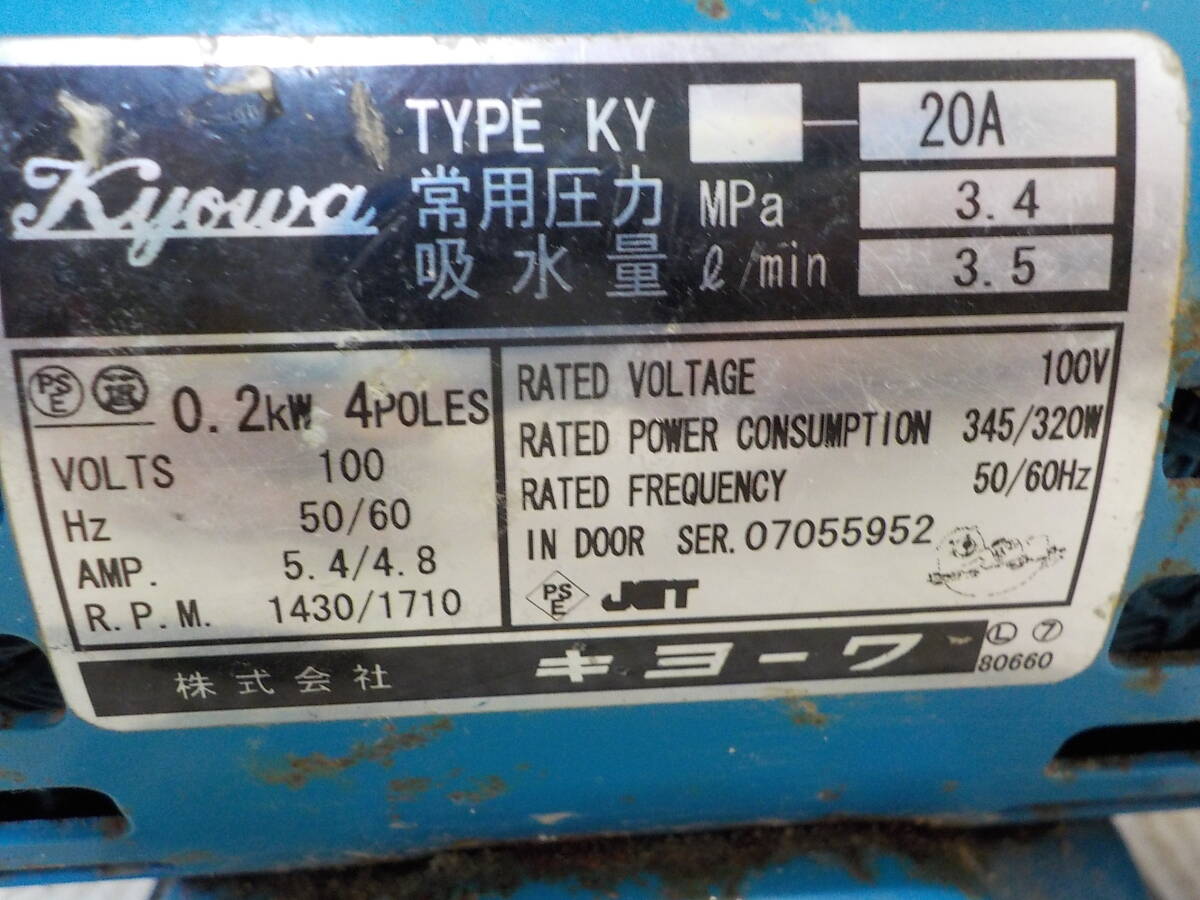 Kyowa
TYPE KY - 20A
常用圧力 MPa 3.4
吸水量 ℓ/min 3.5
PSE
0.2kW 4POLES
VOLTS 100
Hz 50/60
AMP. 5.4/4.8
R.P.M. 1430/1710
RATED VOLTAGE 100V
RATED POWER CONSUMPTION 345/320W
RATED FREQUENCY 50/60Hz
IN DOOR SER. 07055952
PSE JET
株式会社 キョーワ
Ⓛ ㋐
80660